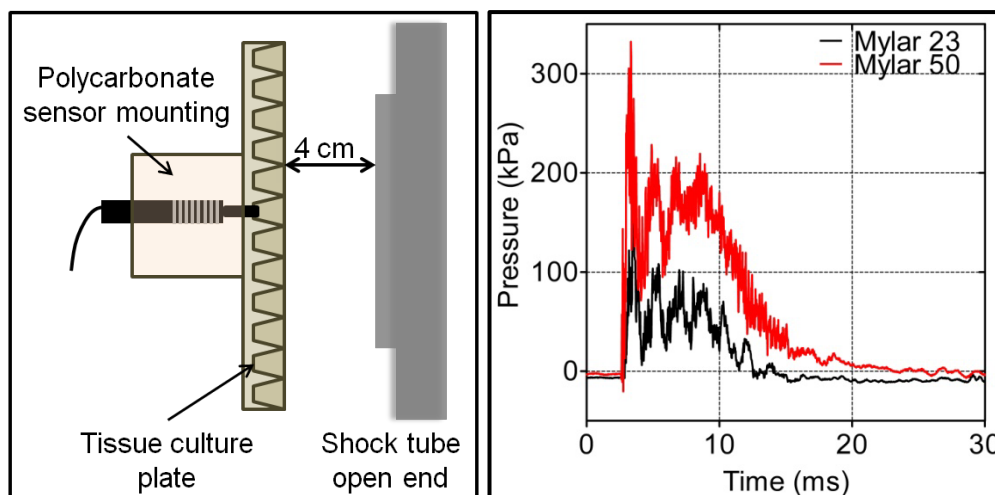 Polycarbonate
sensor mounting
4 cm
Tissue culture
plate
Shock tube
open end
Mylar 23
Mylar 50
Pressure (kPa)
300
200
100
0
0
10
20
30
Time (ms)